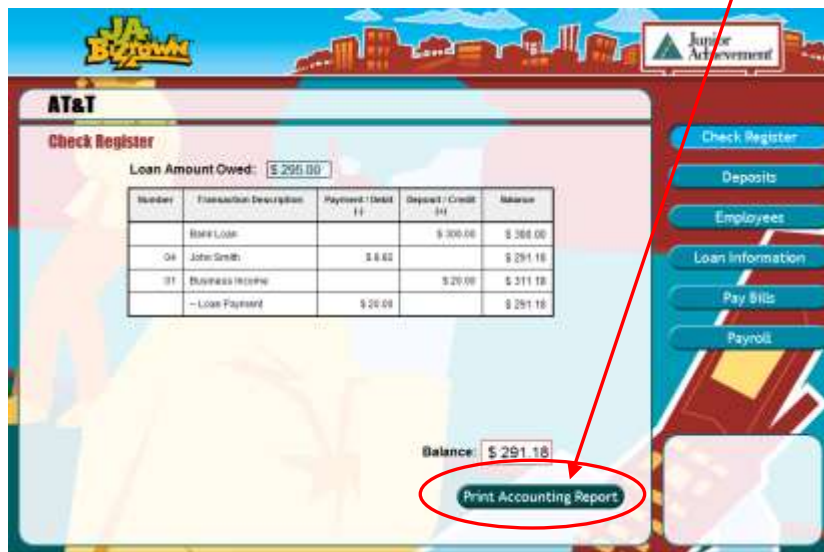 JA
BizTown
Junior
Achievement
AT&T
Check Register
Loan Amount Owed: $ 295.00
Number Transaction Description Payment / Debit (-) Deposit / Credit (+) Balance
Bank Loan $ 300.00 $ 300.00
04 John Smith $ 8.82 $ 291.18
01 Business Income $ 20.00 $ 311.18
-- Loan Payment $ 20.00 $ 291.18
Balance: $ 291.18
Print Accounting Report
Check Register
Deposits
Employees
Loan Information
Pay Bills
Payroll